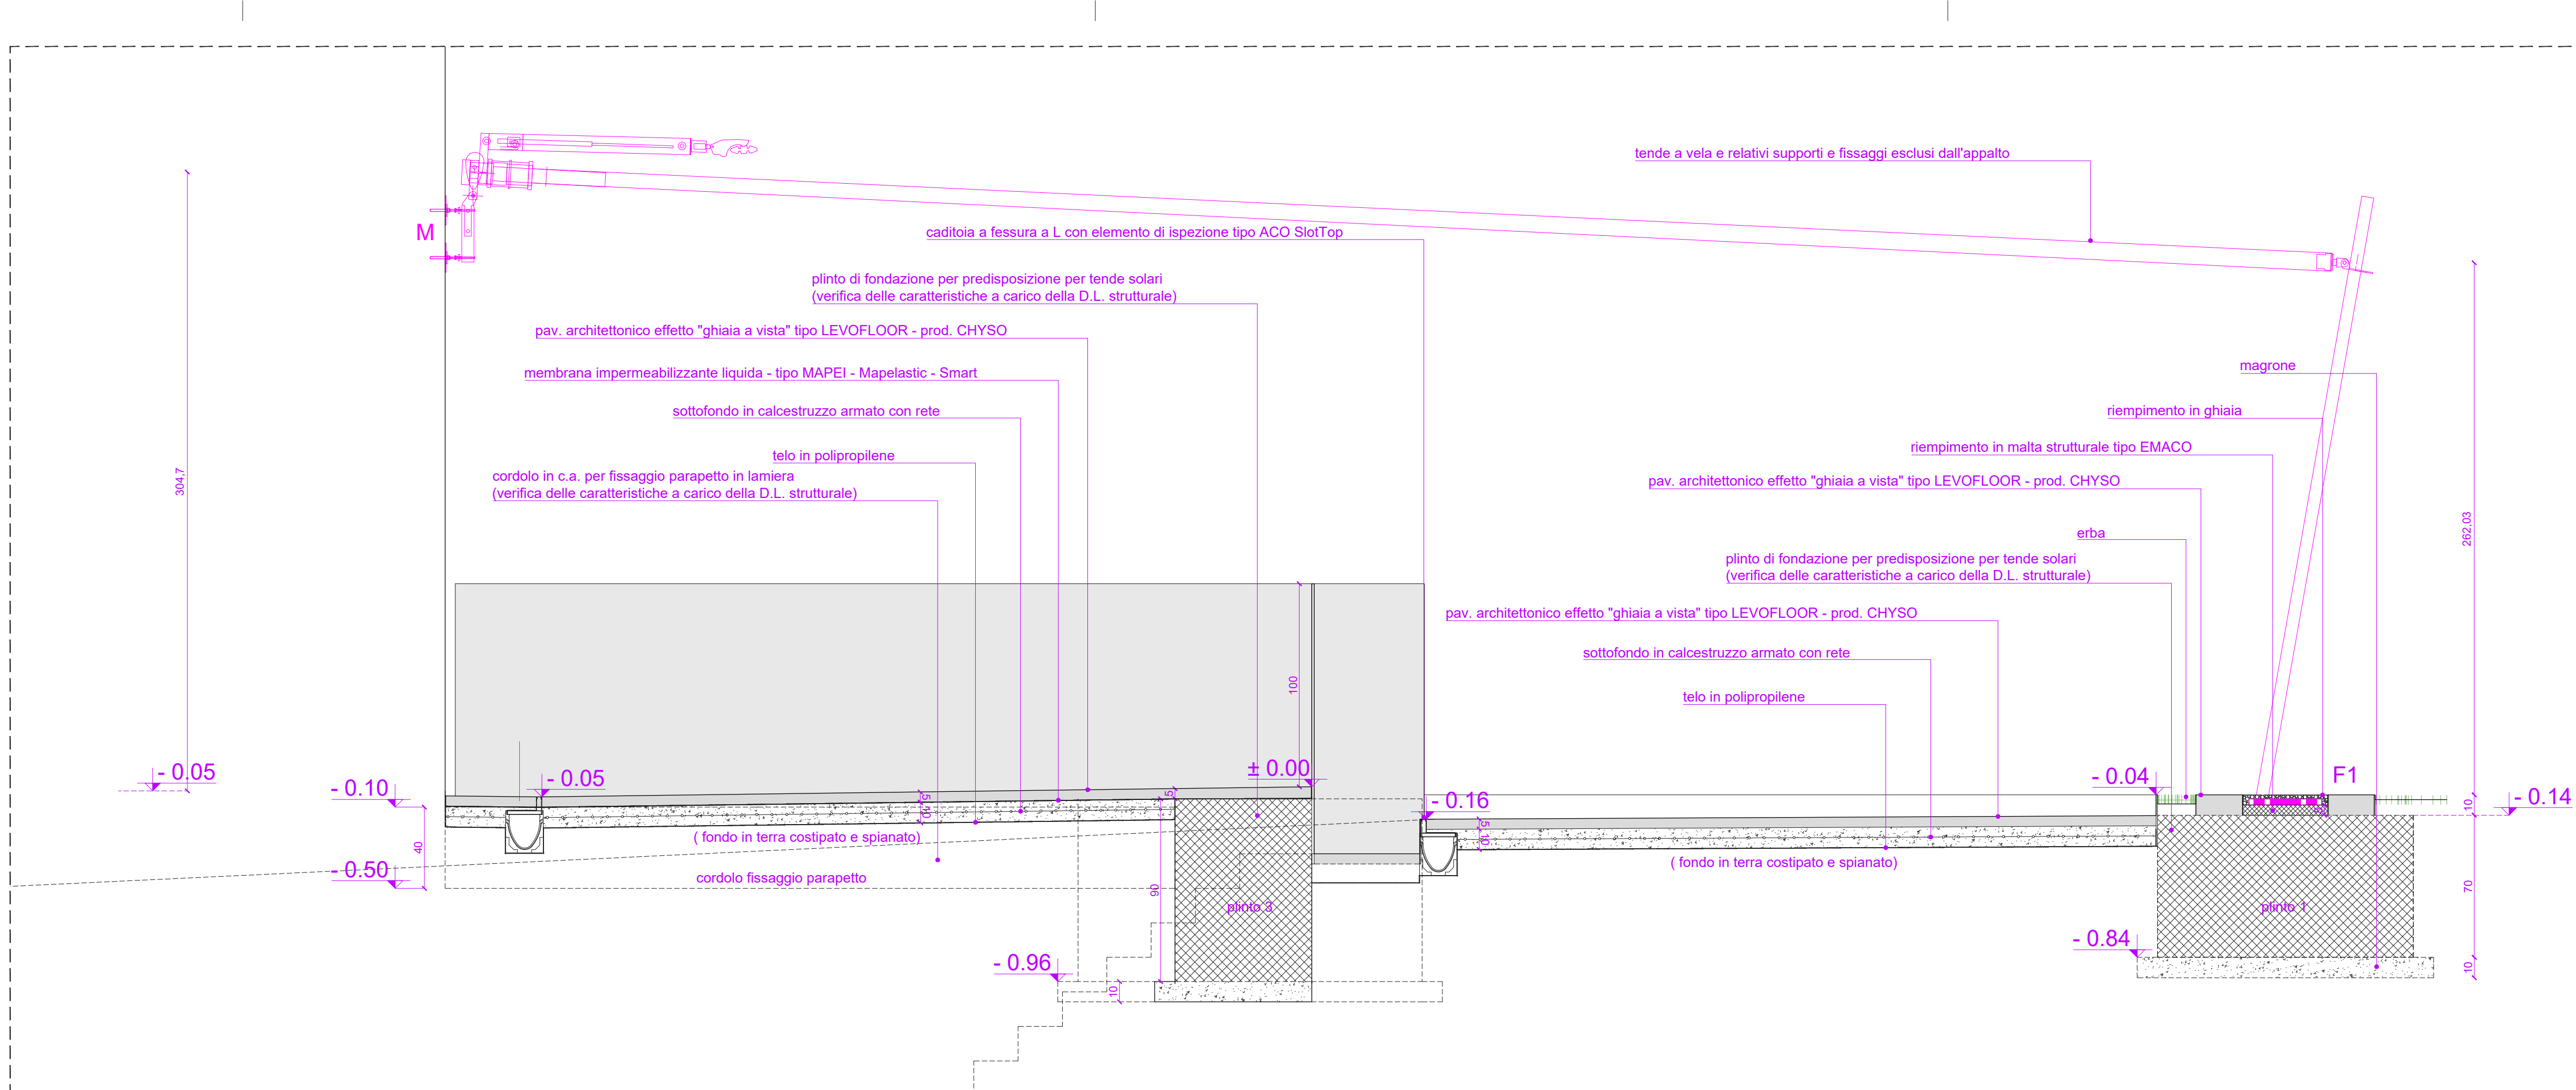 tende a vela e relativi supporti e fissaggi esclusi dall'appalto
M
caditoia a fessura a L con elemento di ispezione tipo ACO SlotTop
plinto di fondazione per predisposizione per tende solari
(verifica delle caratteristiche a carico della D.L. strutturale)
pav. architettonico effetto "ghiaia a vista" tipo LEVOFLOOR - prod. CHYSO
membrana impermeabilizzante liquida - tipo MAPEI - Mapelastic - Smart
sottofondo in calcestruzzo armato con rete
telo in polipropilene
cordolo in c.a. per fissaggio parapetto in lamiera
(verifica delle caratteristiche a carico della D.L. strutturale)
304,7
magrone
riempimento in ghiaia
riempimento in malta strutturale tipo EMACO
pav. architettonico effetto "ghiaia a vista" tipo LEVOFLOOR - prod. CHYSO
erba
plinto di fondazione per predisposizione per tende solari
(verifica delle caratteristiche a carico della D.L. strutturale)
262,03
pav. architettonico effetto "ghiaia a vista" tipo LEVOFLOOR - prod. CHYSO
sottofondo in calcestruzzo armato con rete
telo in polipropilene
100
- 0.05
- 0.10
- 0.05
± 0.00
- 0.16
- 0.04
F1
- 0.14
5
10
5
5
10
10
( fondo in terra costipato e spianato)
( fondo in terra costipato e spianato)
40
- 0.50
cordolo fissaggio parapetto
90
plinto 3
plinto 1
70
- 0.96
10
- 0.84
10